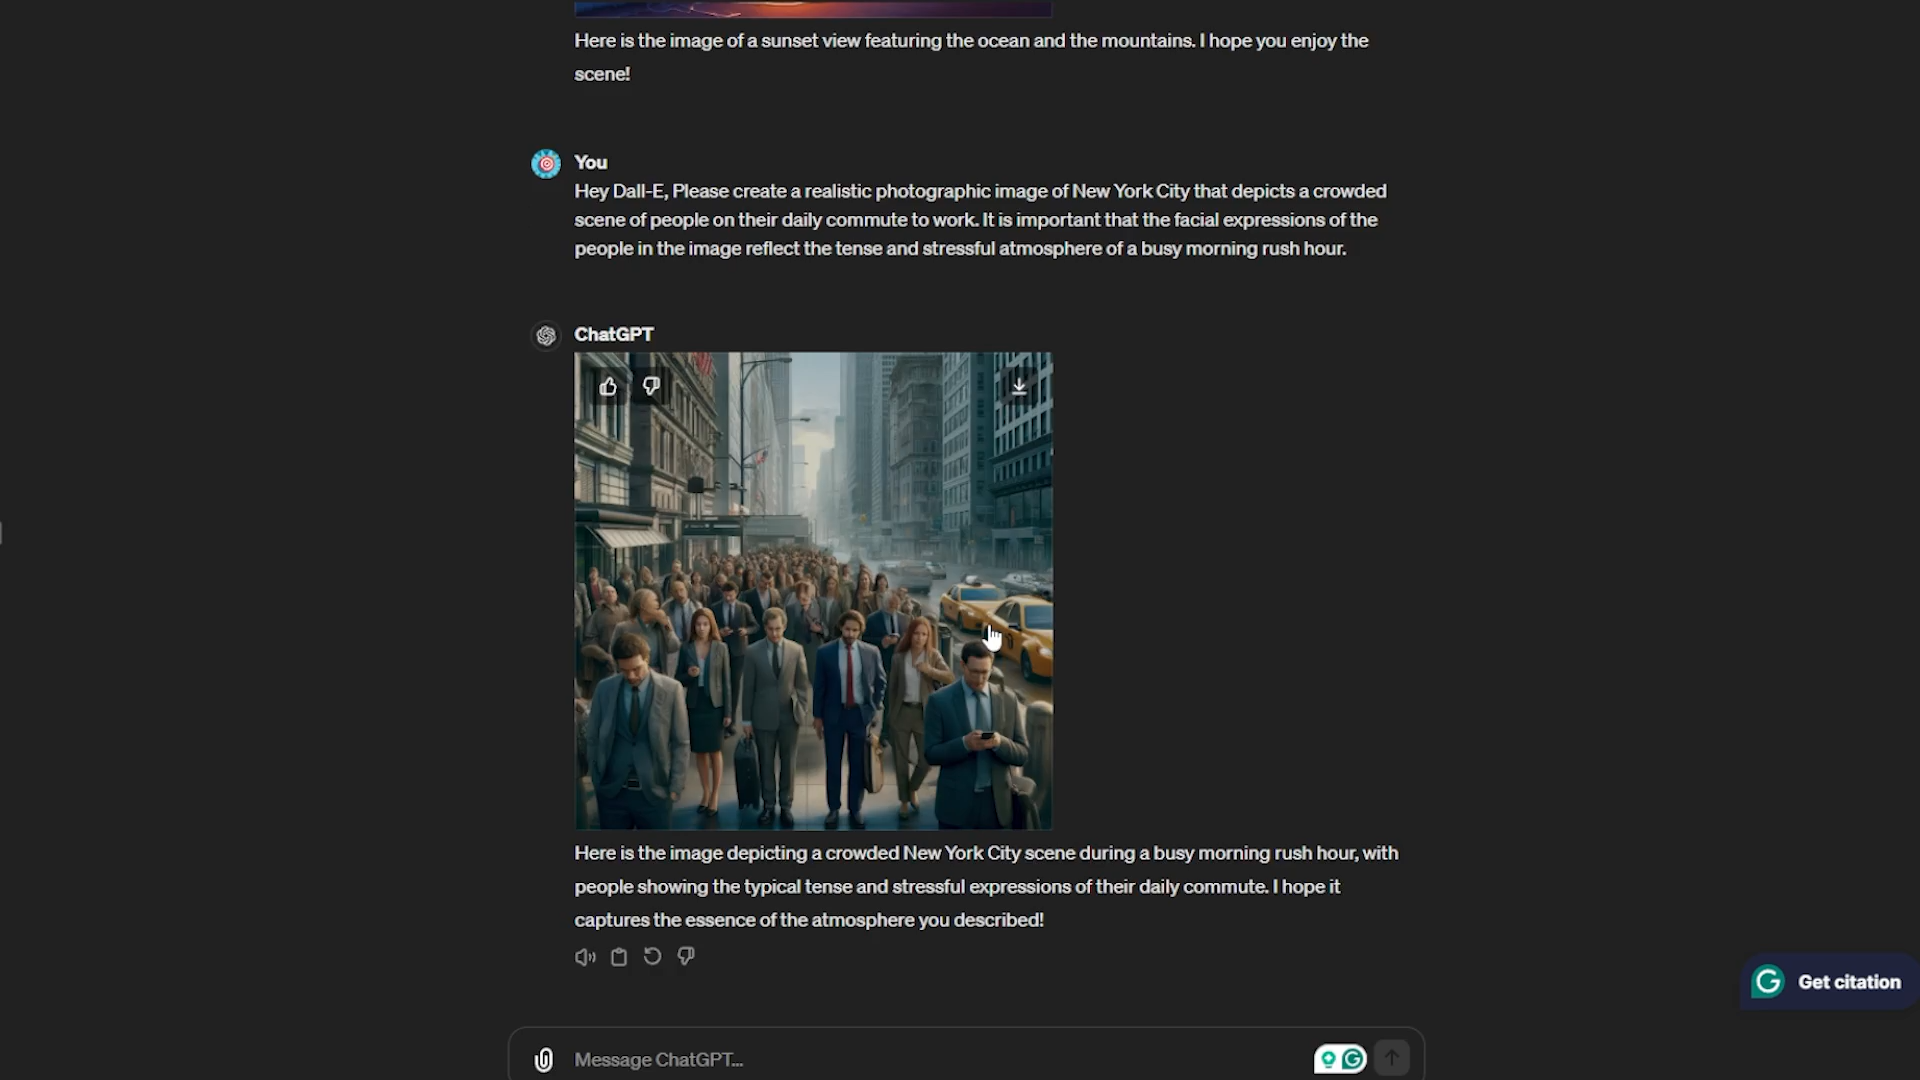 Here is the image of a sunset view featuring the ocean and the mountains. I hope you enjoy the
scene!
You
Hey Dall-E, Please create a realistic photographic image of New York City that depicts a crowded
scene of people on their daily commute to work. It is important that the facial expressions of the
people in the image reflect the tense and stressful atmosphere of a busy morning rush hour.
ChatGPT
Here is the image depicting a crowded New York City scene during a busy morning rush hour, with
people showing the typical tense and stressful expressions of their daily commute. I hope it
captures the essence of the atmosphere you described!
Get citation
Message ChatGPT...